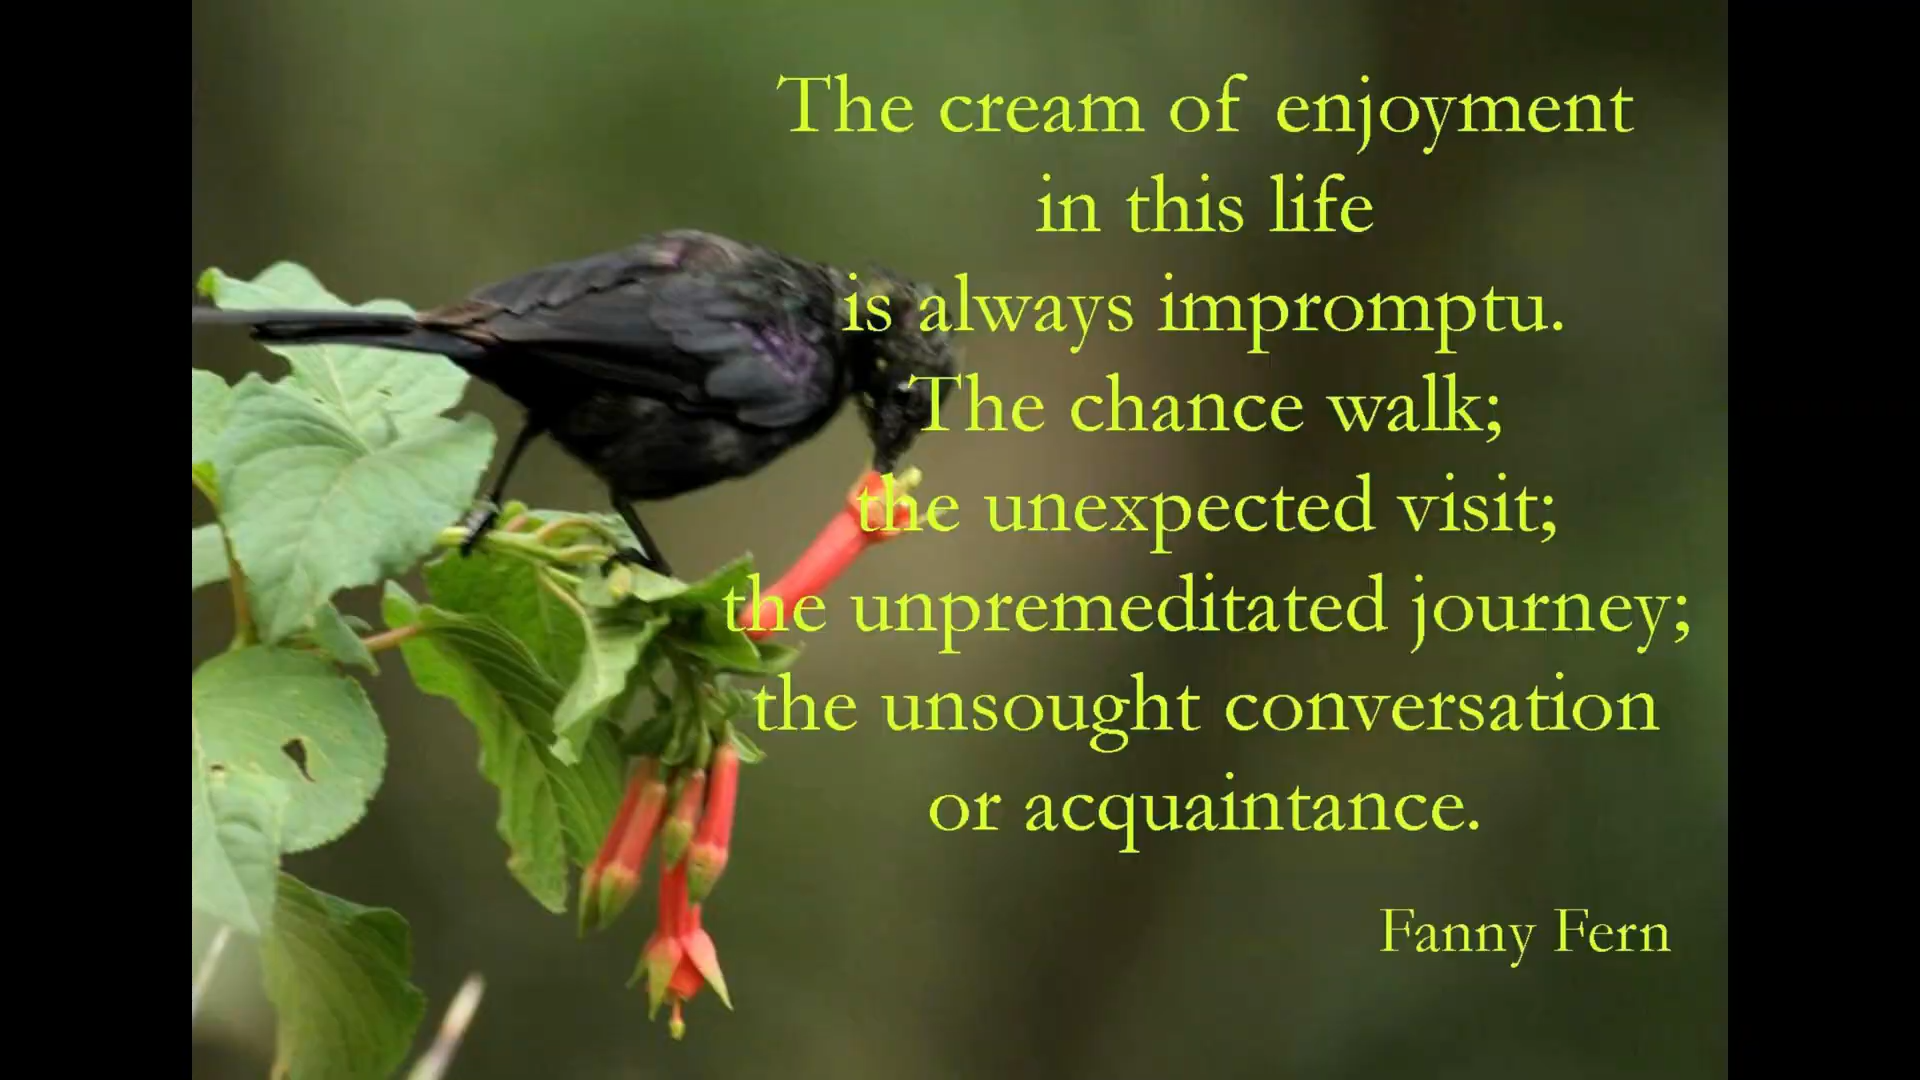 The cream of enjoyment
in this life
is always impromptu.
The chance walk;
the unexpected visit;
the unpremeditated journey;
the unsought conversation
or acquaintance.
Fanny Fern